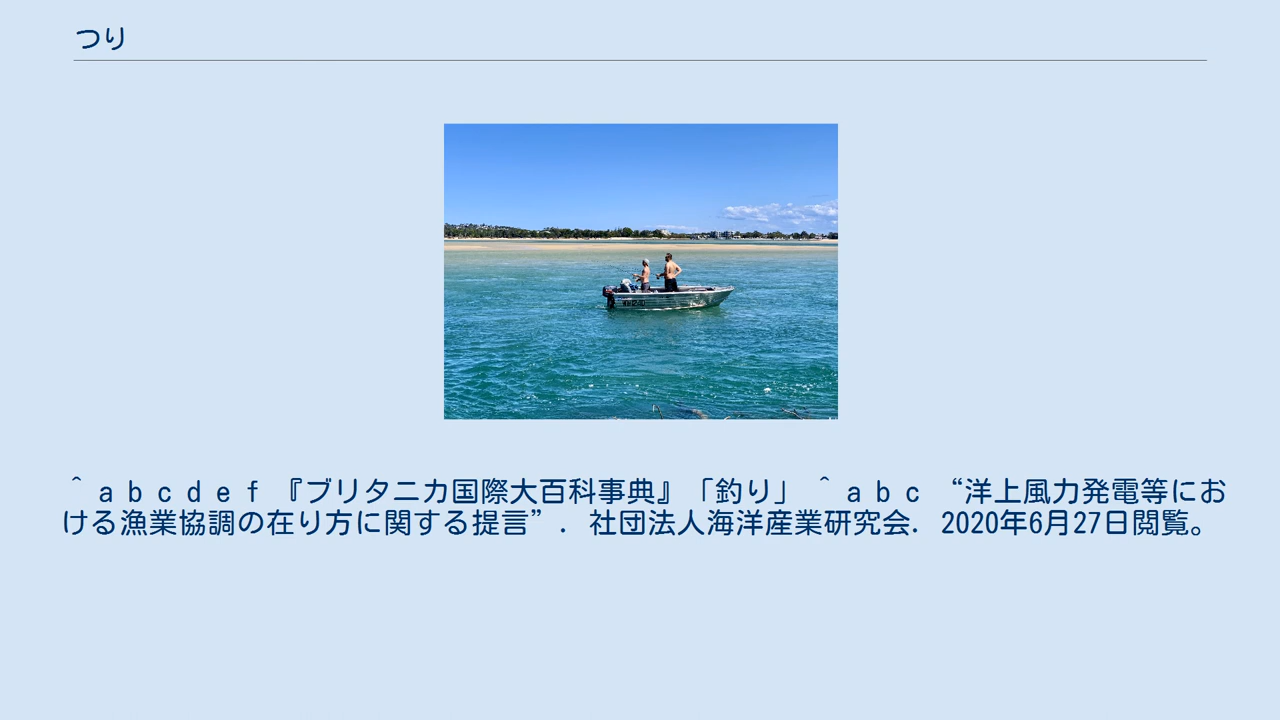 つり
＾ａｂｃｄｅｆ 『ブリタニカ国際大百科事典』「釣り」 ＾ａｂｃ “洋上風力発電等にお
ける漁業協調の在り方に関する提言”． 社団法人海洋産業研究会． 2020年6月27日閲覧。